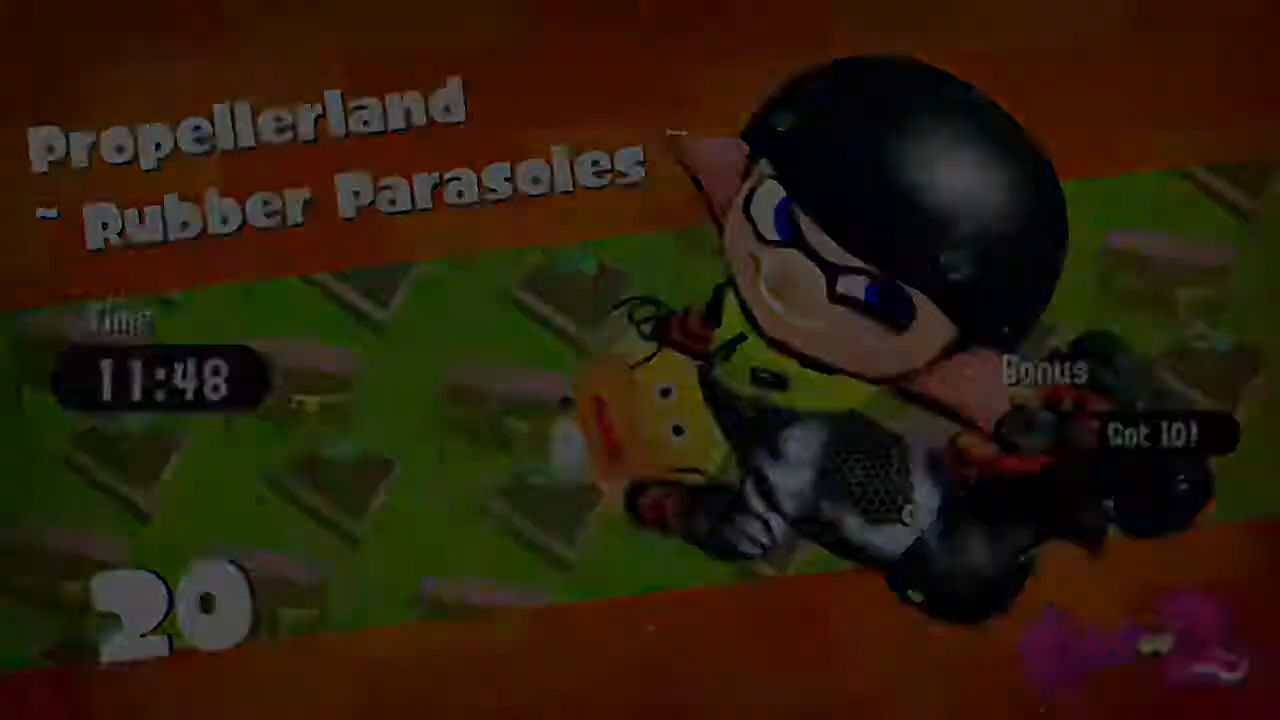 Propellerland
~ Rubber Parasoles
Time
11:48
Bonus
Got 10!
20